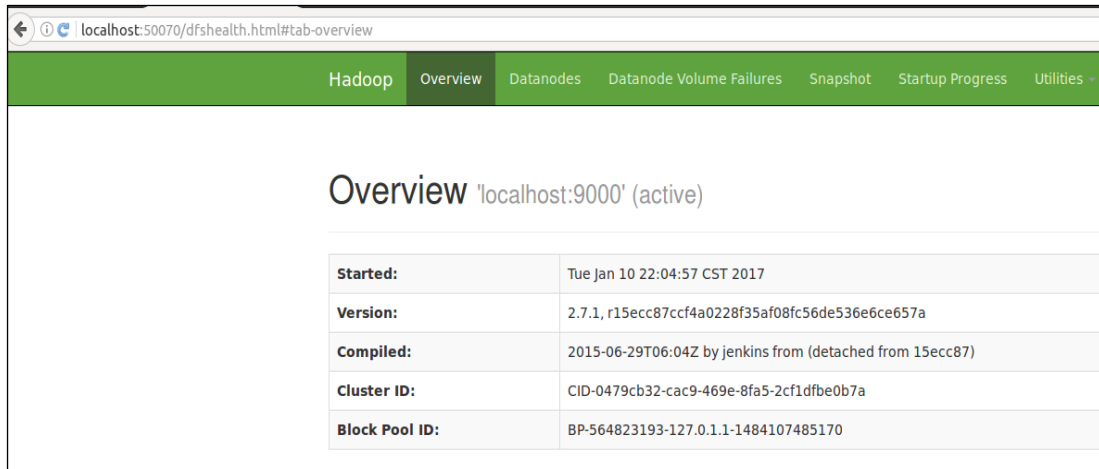 localhost:50070/dfshealth.html#tab-overview
Hadoop Overview Datanodes Datanode Volume Failures Snapshot Startup Progress Utilities
Overview 'localhost:9000' (active)
Started: Tue Jan 10 22:04:57 CST 2017
Version: 2.7.1, r15ecc87ccf4a0228f35af08fc56de536e6ce657a
Compiled: 2015-06-29T06:04Z by jenkins from (detached from 15ecc87)
Cluster ID: CID-0479cb32-cac9-469e-8fa5-2cf1dfbe0b7a
Block Pool ID: BP-564823193-127.0.1.1-1484107485170